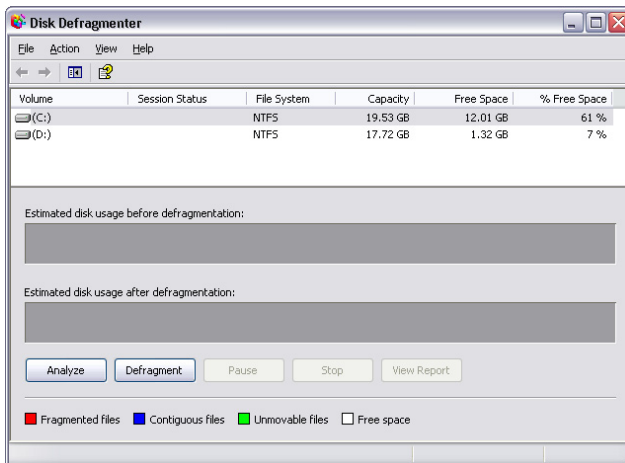 Disk Defragmenter
File Action View Help
Volume Session Status File System Capacity Free Space % Free Space
(C:) NTFS 19.53 GB 12.01 GB 61 %
(D:) NTFS 17.72 GB 1.32 GB 7 %
Estimated disk usage before defragmentation:
Estimated disk usage after defragmentation:
Analyze Defragment Pause Stop View Report
Fragmented files Contiguous files Unmovable files Free space